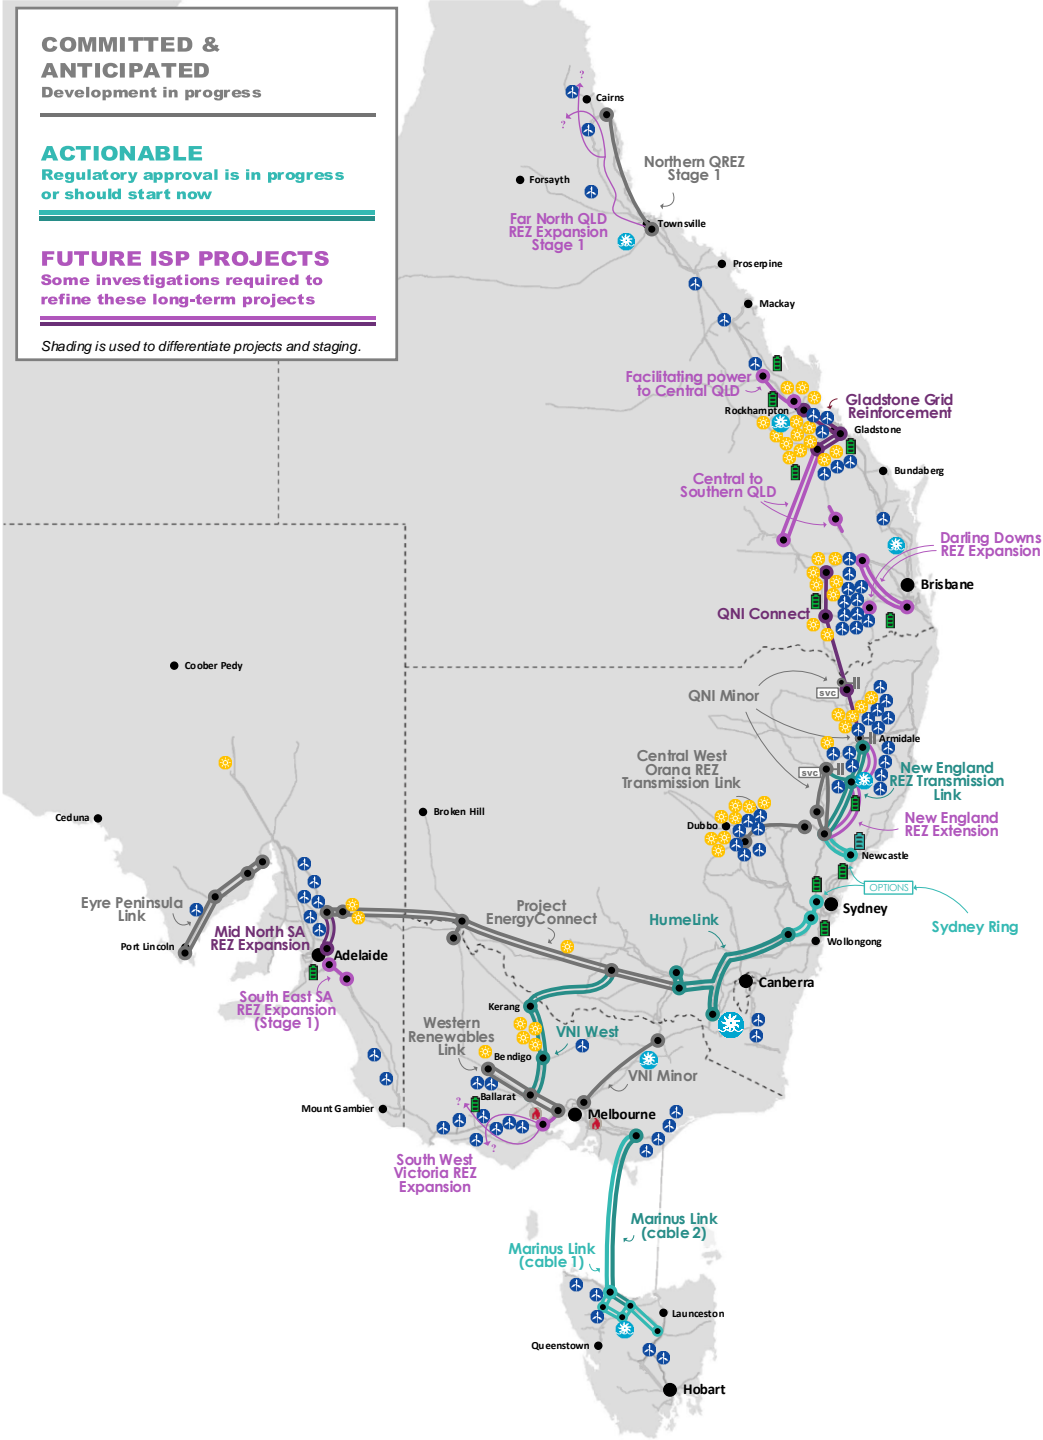 COMMITTED &
ANTICIPATED
Development in progress
ACTIONABLE
Regulatory approval is in progress
or should start now
FUTURE ISP PROJECTS
Some investigations required to
refine these long-term projects
Shading is used to differentiate projects and staging.
?
Cairns
?
Northern QREZ
Stage 1
Forsayth
Far North QLD
REZ Expansion
Stage 1
Townsville
Proserpine
Mackay
Facilitating power
to Central QLD
Rockhampton
Gladstone Grid
Reinforcement
Gladstone
Bundaberg
Central to
Southern QLD
Darling Downs
REZ Expansion
Brisbane
QNI Connect
Coober Pedy
QNI Minor
svc
Armidale
Central West
Orana REZ
Transmission Link
svc
New England
REZ Transmission
Link
New England
REZ Extension
Dubbo
Newcastle
Ceduna
Broken Hill
OPTIONS
Sydney
Sydney Ring
Wollongong
Eyre Peninsula
Link
Port Lincoln
Mid North SA
REZ Expansion
Adelaide
Project
EnergyConnect
HumeLink
Canberra
South East SA
REZ Expansion
(Stage 1)
Kerang
Western
Renewables
Link
VNI West
Bendigo
VNI Minor
Ballarat
Mount Gambier
Melbourne
?
?
South West
Victoria REZ
Expansion
Marinus Link
(cable 2)
Marinus Link
(cable 1)
Launceston
Queenstown
Hobart